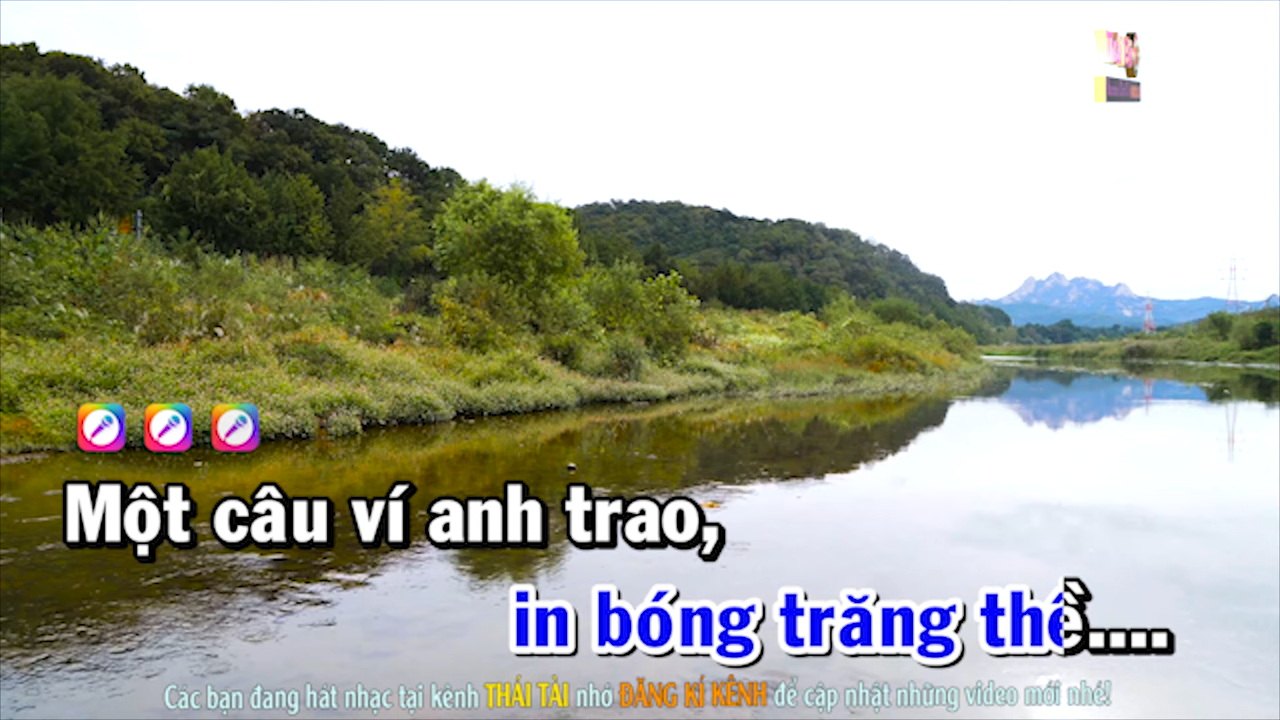 Một câu ví anh trao,
in bóng trăng thề....
Các bạn đang hát nhạc tại kênh THÁI TÀI nhớ ĐĂNG KÍ KÊNH để cập nhật những video mới nhé!